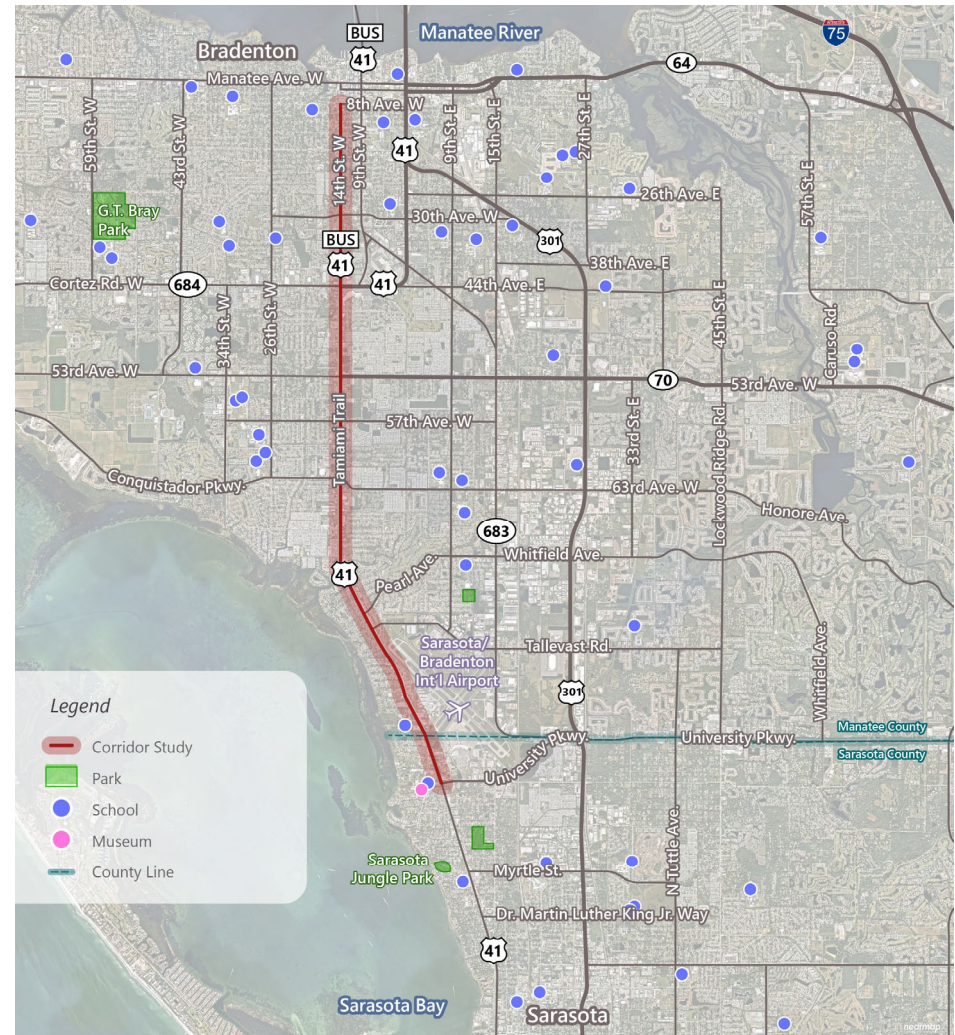 BUS
41
Manatee River
ATLANTIC
75
Bradenton
64
Manatee Ave. W
8th Ave. W
59th St. W
43rd St. W
14th St. W
9th St. W
41
9th St. E
15th St. E
27th St. E
57th St. E
26th Ave. E
G.T. Bray
Park
30th Ave. W
BUS
41
301
38th Ave. E
Cortez Rd. W
684
41
44th Ave. E
34th St. W
26th St. W
45th St. E
Caruso Rd.
53rd Ave. W
70
53rd Ave. W
Tamiami Trail
57th Ave. W
33rd St. E
Lockwood Ridge Rd.
Conquistador Pkwy.
63rd Ave. W
Honore Ave.
683
Whitfield Ave.
41
Pearl Ave.
Sarasota/
Bradenton
Int'l Airport
Tallevast Rd.
Whitfield Ave.
301
Manatee County
University Pkwy.
Sarasota County
University Pkwy.
Legend
Corridor Study
Park
School
Museum
County Line
N Tuttle Ave.
Sarasota
Jungle Park
Myrtle St.
Dr. Martin Luther King Jr. Way
41
Sarasota Bay
Sarasota
nearmap